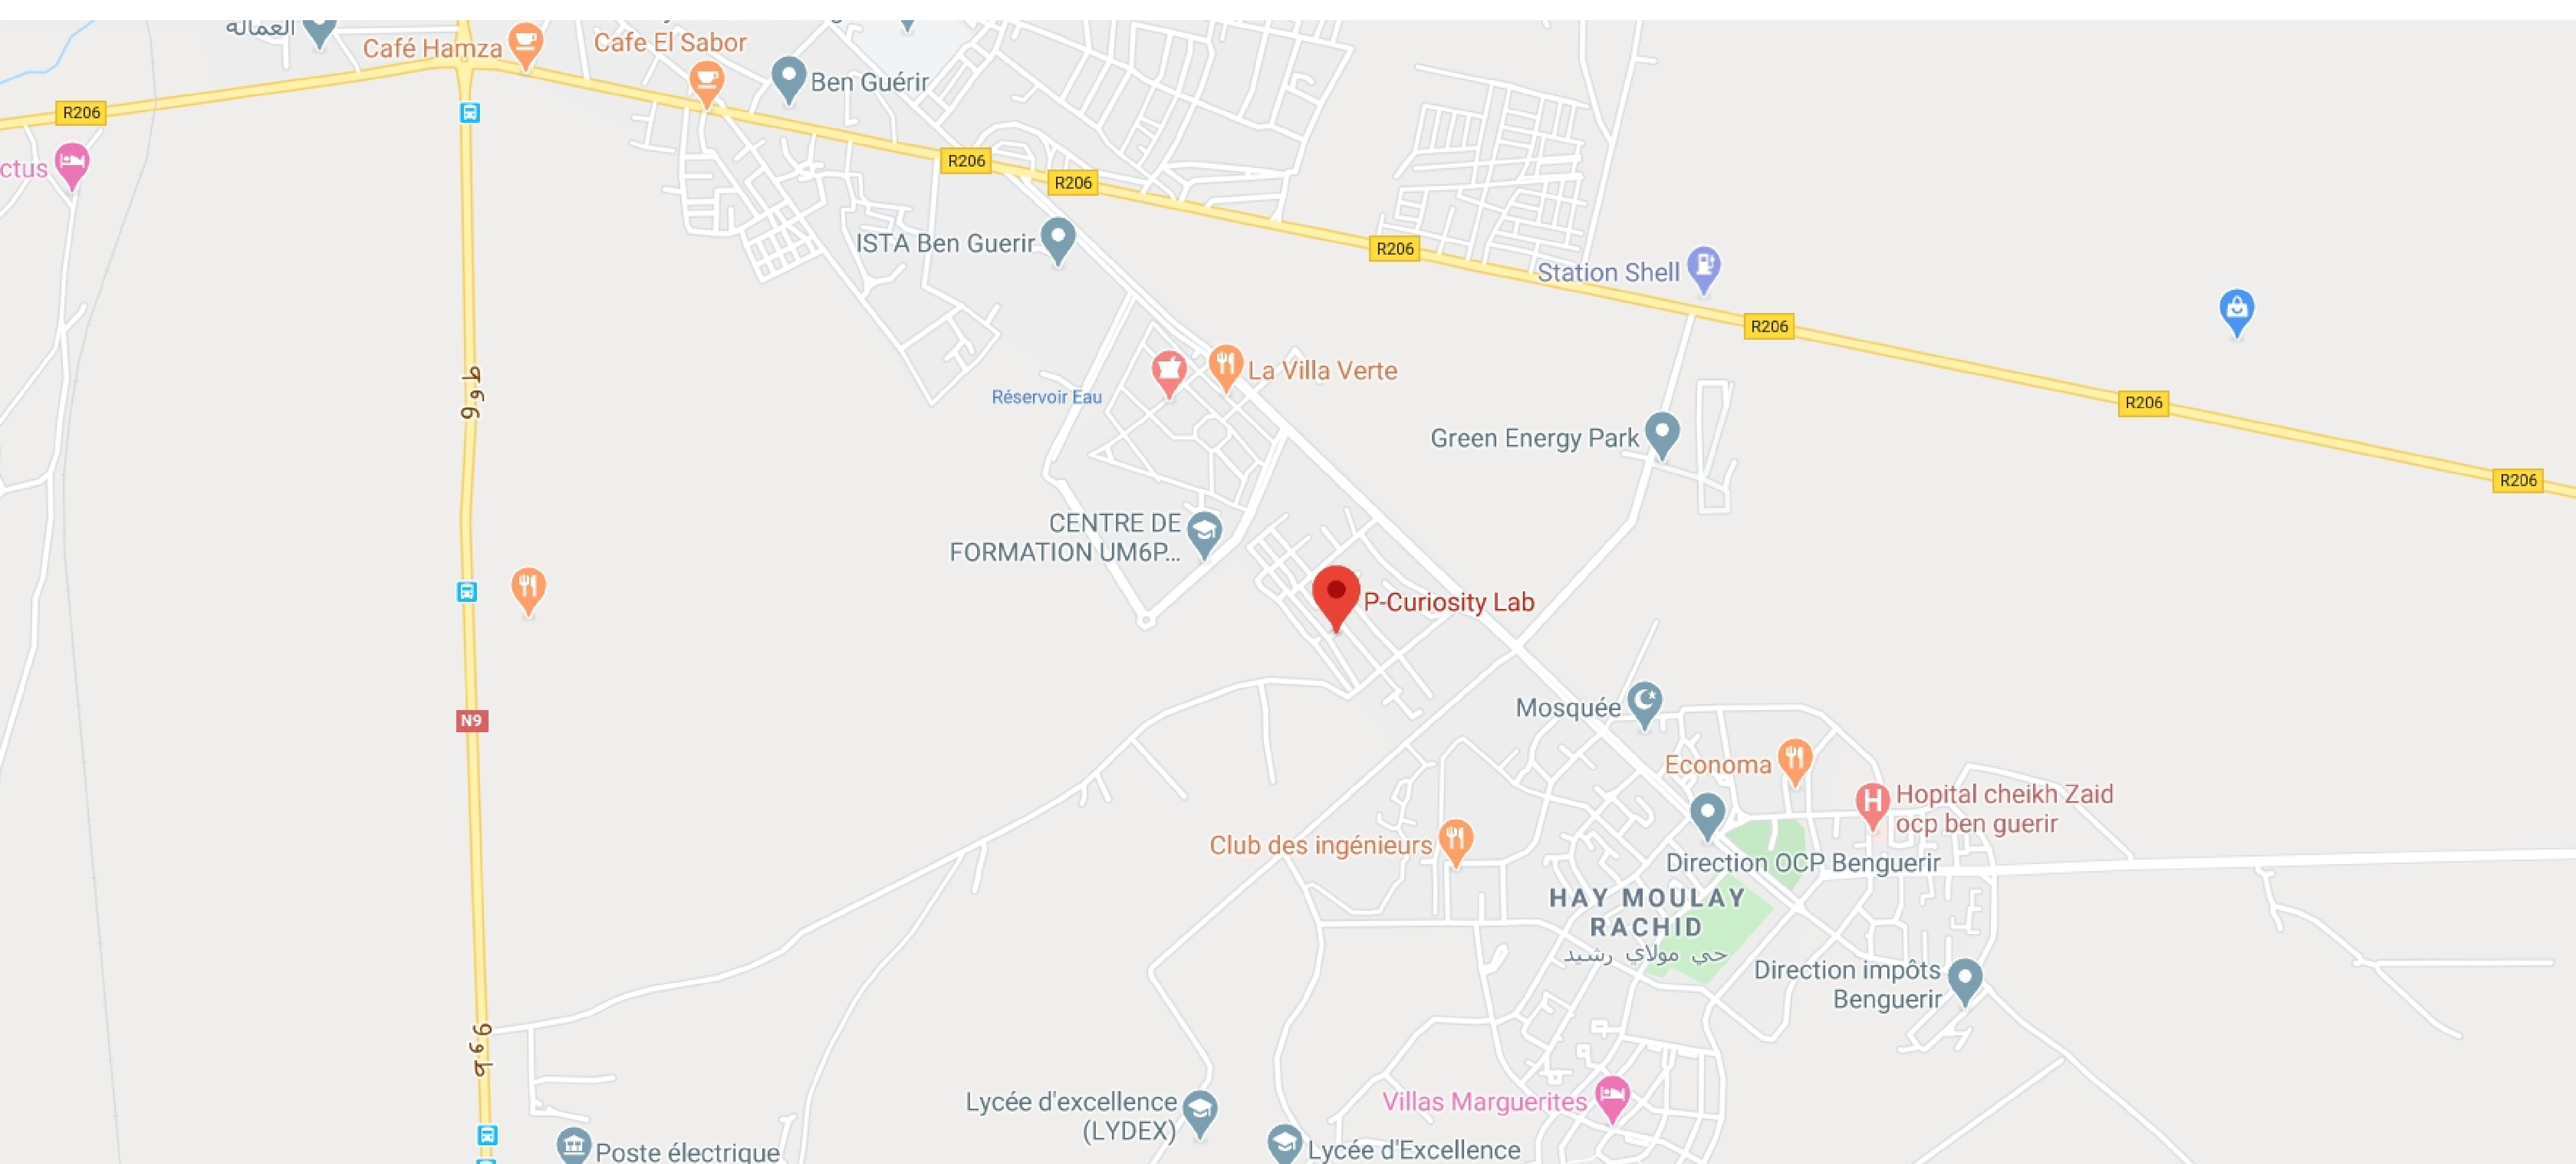 العمالة
Café Hamza
Cafe El Sabor
Ben Guérir
R206
ctus
R206
R206
ISTA Ben Guerir
R206
Station Shell
R206
La Villa Verte
Réservoir Eau
R206
Green Energy Park
R206
CENTRE DE
FORMATION UM6P...
P-Curiosity Lab
N9
Mosquée
Economa
Hopital cheikh Zaid
ocp ben guerir
Club des ingénieurs
Direction OCP Benguerir
HAY MOULAY
RACHID
حي مولاي رشيد
Direction impôts
Benguerir
Lycée d'excellence
(LYDEX)
Villas Marguerites
Lycée d'Excellence
Poste électrique